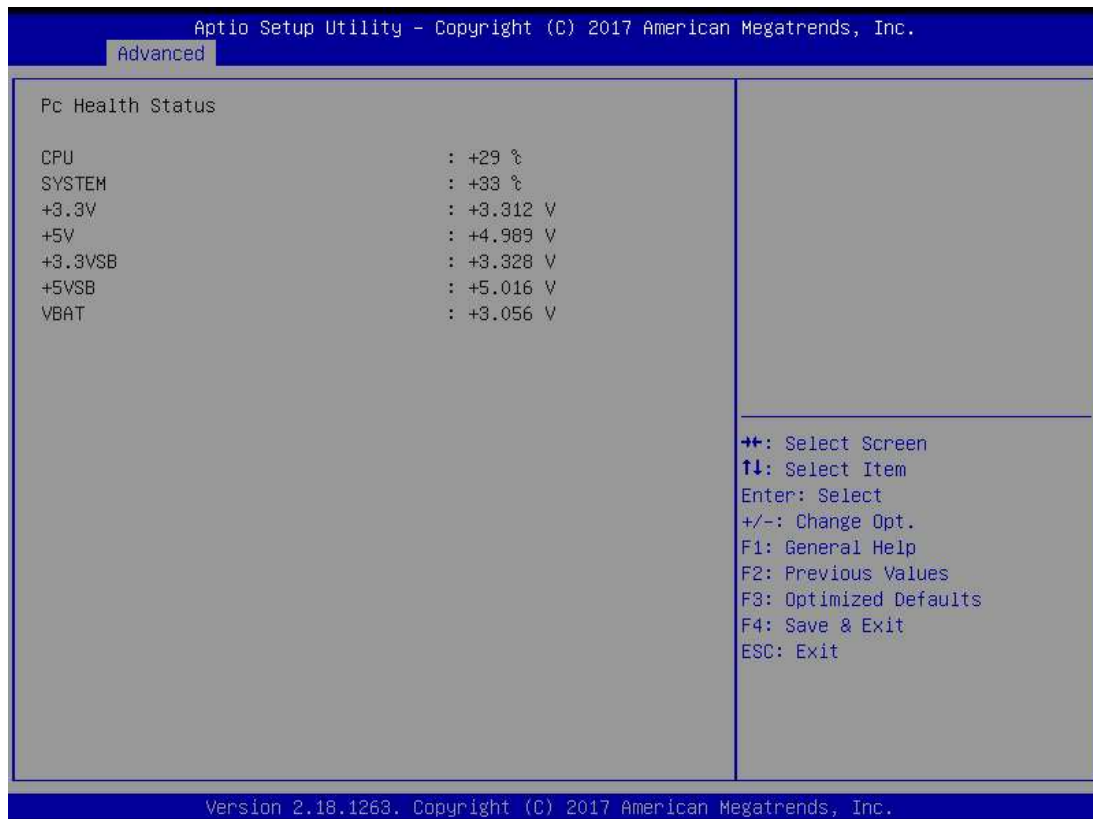 Aptio Setup Utility – Copyright (C) 2017 American Megatrends, Inc.
Advanced
Pc Health Status
CPU : +29 ℃
SYSTEM : +33 ℃
+3.3V : +3.312 V
+5V : +4.989 V
+3.3VSB : +3.328 V
+5VSB : +5.016 V
VBAT : +3.056 V
→←: Select Screen
↑↓: Select Item
Enter: Select
+/-: Change Opt.
F1: General Help
F2: Previous Values
F3: Optimized Defaults
F4: Save & Exit
ESC: Exit
Version 2.18.1263. Copyright (C) 2017 American Megatrends, Inc.